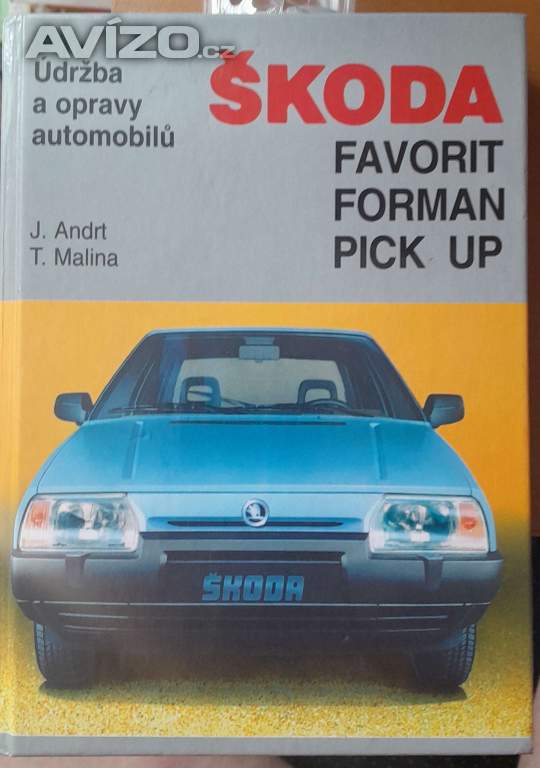 AVÍZO.cz
Údržba
a opravy
automobilů
ŠKODA
FAVORIT
FORMAN
PICK UP
J. Andrt
T. Malina
ŠKODA